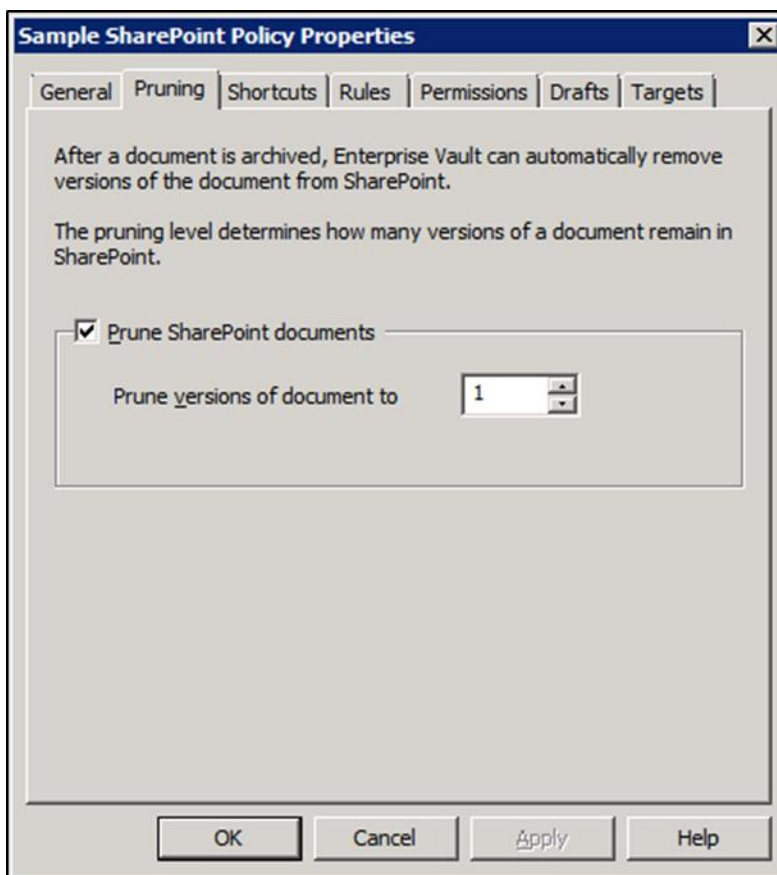 Sample SharePoint Policy Properties
General Pruning Shortcuts Rules Permissions Drafts Targets
After a document is archived, Enterprise Vault can automatically remove
versions of the document from SharePoint.
The pruning level determines how many versions of a document remain in
SharePoint.
Prune SharePoint documents
Prune versions of document to 1
OK Cancel Apply Help